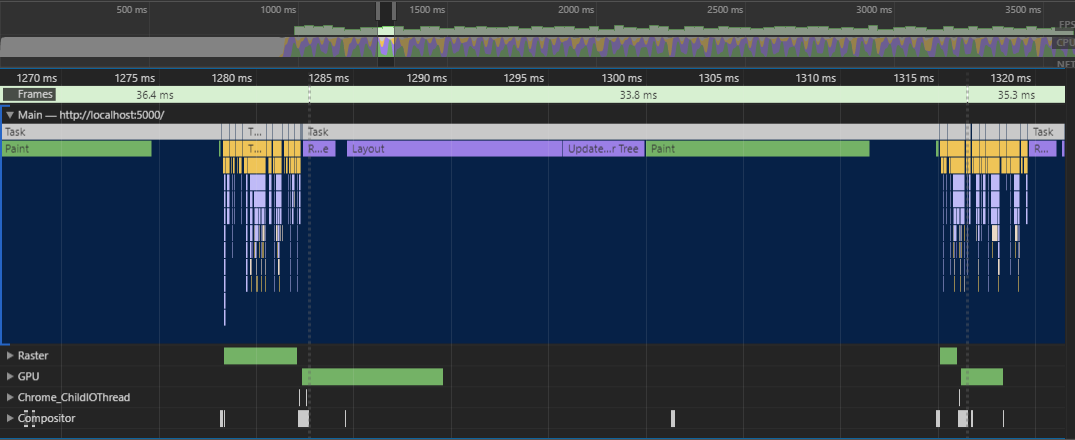 500 ms 1000 ms 1500 ms 2000 ms 2500 ms 3000 ms 3500 ms
FPS
CPU
NET
1270 ms 1275 ms 1280 ms 1285 ms 1290 ms 1295 ms 1300 ms 1305 ms 1310 ms 1315 ms 1320 ms
Frames 36.4 ms 33.8 ms 35.3 ms
Main — http://localhost:5000/
Task T... Task Task
Paint T... R...e Layout Update...r Tree Paint R...
Raster
GPU
Chrome_ChildIOThread
Compositor